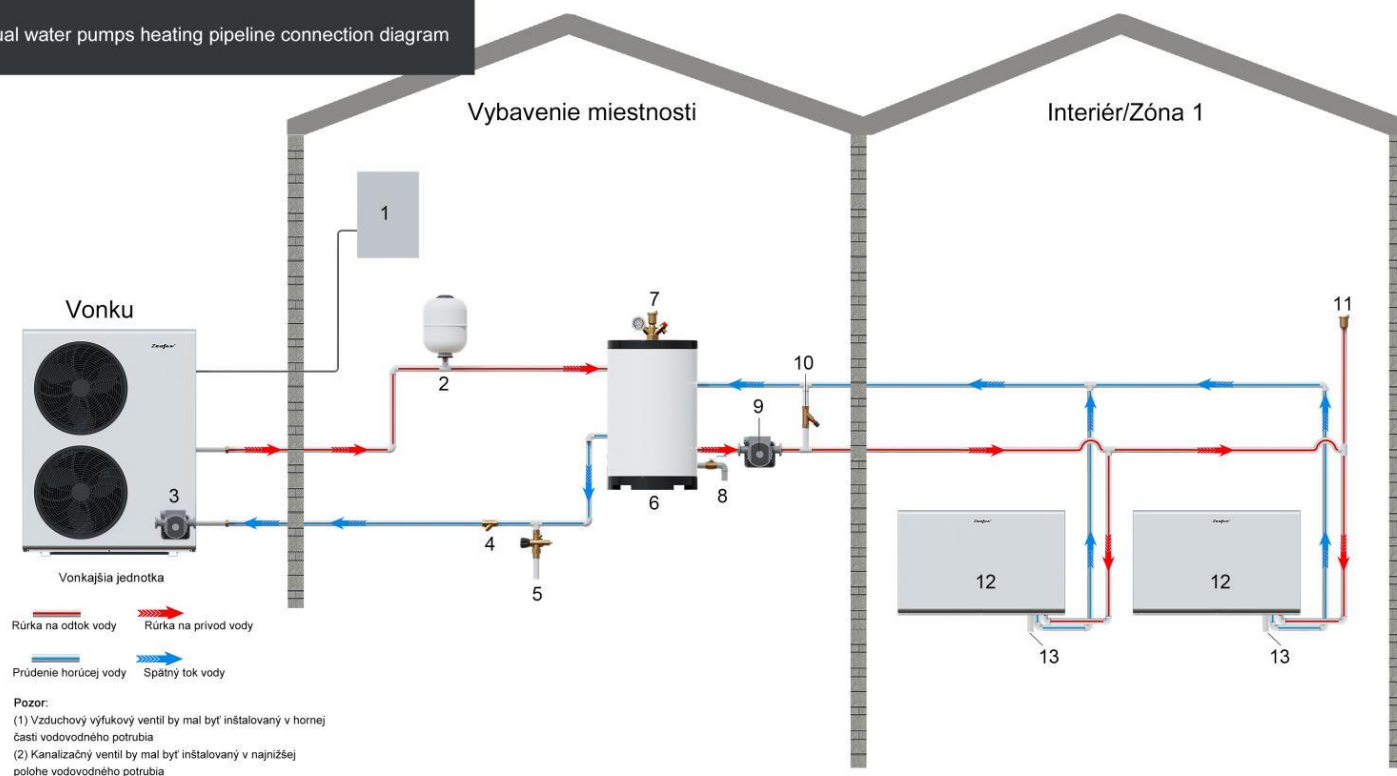 ual water pumps heating pipeline connection diagram
Vybavenie miestnosti
Interiér/Zóna 1
1
Vonku
2
7
11
10
9
3
4
5
6
8
12
12
13
13
Vonkajšia jednotka
Rúrka na odtok vody
Rúrka na prívod vody
Prúdenie horúcej vody
Spätný tok vody
Pozor:
(1) Vzduchový výfukový ventil by mal byť inštalovaný v hornej
časti vodovodného potrubia
(2) Kanalizačný ventil by mal byť inštalovaný v najnižšej
polohe vodovodného potrubia